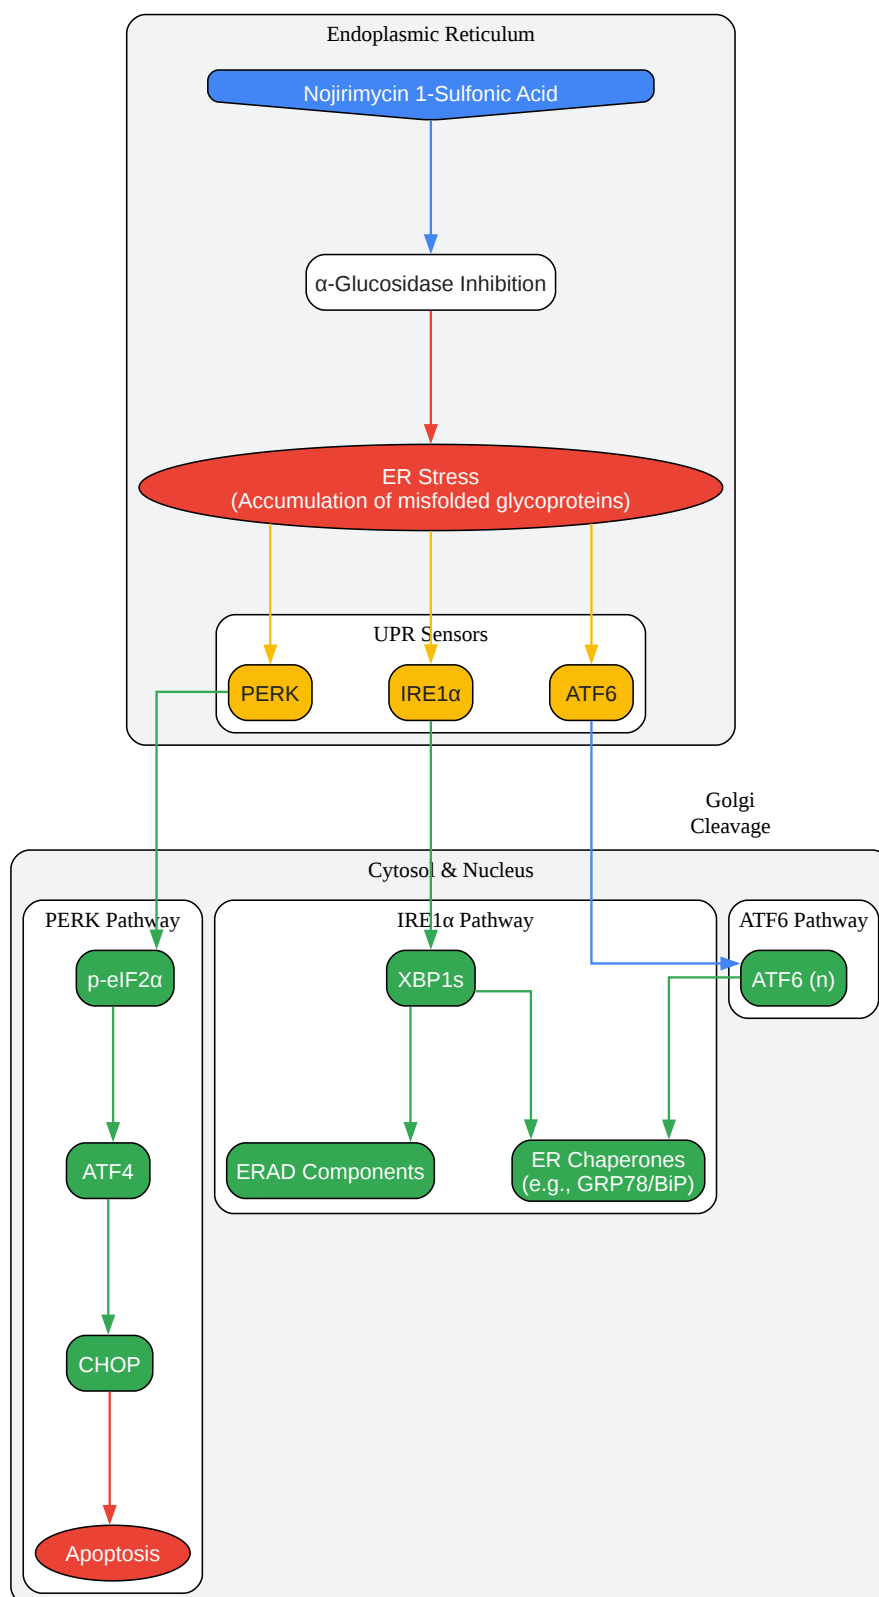 Endoplasmic Reticulum
Nojirimycin 1-Sulfonic Acid
α-Glucosidase Inhibition
ER Stress
(Accumulation of misfolded glycoproteins)
UPR Sensors
PERK
IRE1α
ATF6
Golgi
Cleavage
Cytosol & Nucleus
PERK Pathway
IRE1α Pathway
ATF6 Pathway
p-eIF2α
XBP1s
ATF6 (n)
ATF4
ERAD Components
ER Chaperones
(e.g., GRP78/BiP)
CHOP
Apoptosis